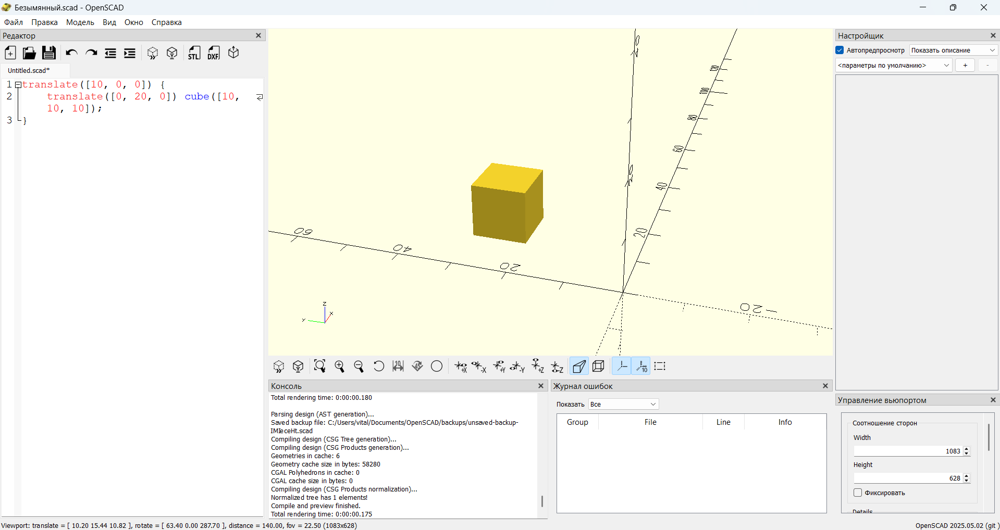 Безымянный.scad - OpenSCAD
Файл Правка Модель Вид Окно Справка
Редактор
STL DXF
Untitled.scad*
1 translate([10, 0, 0]) {
2 translate([0, 20, 0]) cube([10,
10, 10]);
3 }
60 40 20 -20
20 40 60 80 100 120
20 40
z
x
y
10 45 +X -X +Y -Y +Z -Z 10
Консоль
Total rendering time: 0:00:00.180
Parsing design (AST generation)...
Saved backup file: C:/Users/vital/Documents/OpenSCAD/backups/unsaved-backup-
IMIeceHt.scad
Compiling design (CSG Tree generation)...
Compiling design (CSG Products generation)...
Geometries in cache: 6
Geometry cache size in bytes: 58280
CGAL Polyhedrons in cache: 0
CGAL cache size in bytes: 0
Compiling design (CSG Products normalization)...
Normalized tree has 1 elements!
Compile and preview finished.
Total rendering time: 0:00:00.175
Журнал ошибок
Показать Все
Group File Line Info
Настройщик
Автопредпросмотр Показать описание
<параметры по умолчанию> + -
Управление вьюпортом
Соотношение сторон
Width
1083
Height
628
Фиксировать
Details
Viewport: translate = [ 10.20 15.44 10.82 ], rotate = [ 63.40 0.00 287.70 ], distance = 140.00, fov = 22.50 (1083x628)
OpenSCAD 2025.05.02 (git )